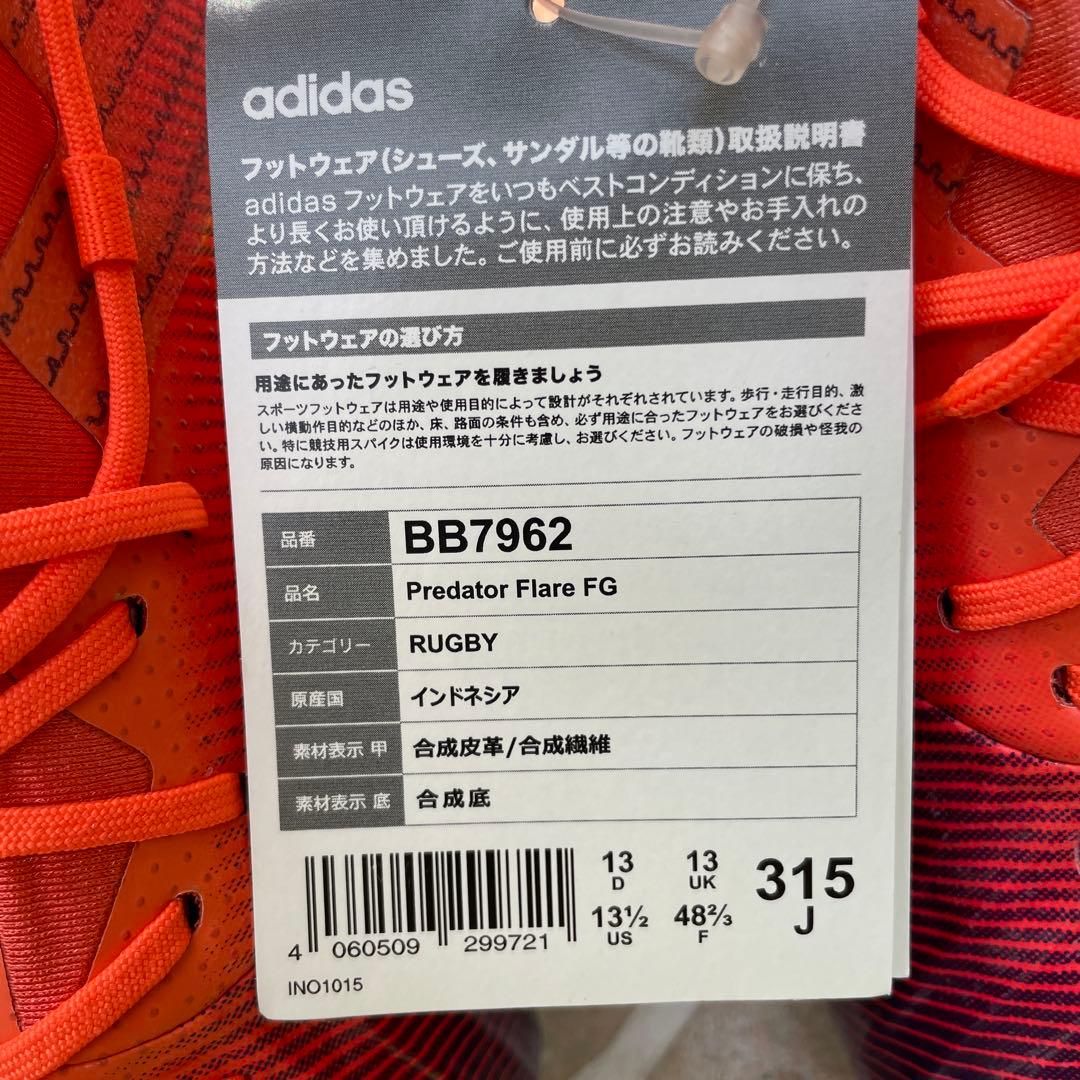 adidas
フットウェア(シューズ、サンダル等の靴類)取扱説明書
adidas フットウェアをいつもベストコンディションに保ち、
より長くお使い頂けるように、使用上の注意やお手入れの
方法などを集めました。ご使用前に必ずお読みください。
フットウェアの選び方
用途にあったフットウェアを履きましょう
スポーツフットウェアは用途や使用目的によって設計がそれぞれされています。歩行・走行目的、激
しい横動作目的などのほか、床、路面の条件も含め、必ず用途に合ったフットウェアをお選びくださ
い。特に競技用スパイクは使用環境を十分に考慮し、お選びください。フットウェアの破損や怪我の
原因になります。
品番 BB7962
品名 Predator Flare FG
カテゴリー RUGBY
原産国 インドネシア
素材表示 甲 合成皮革/合成繊維
素材表示 底 合成底
13 13 315
D UK J
13½ 48⅔
US F
4 060509 299721
INO1015